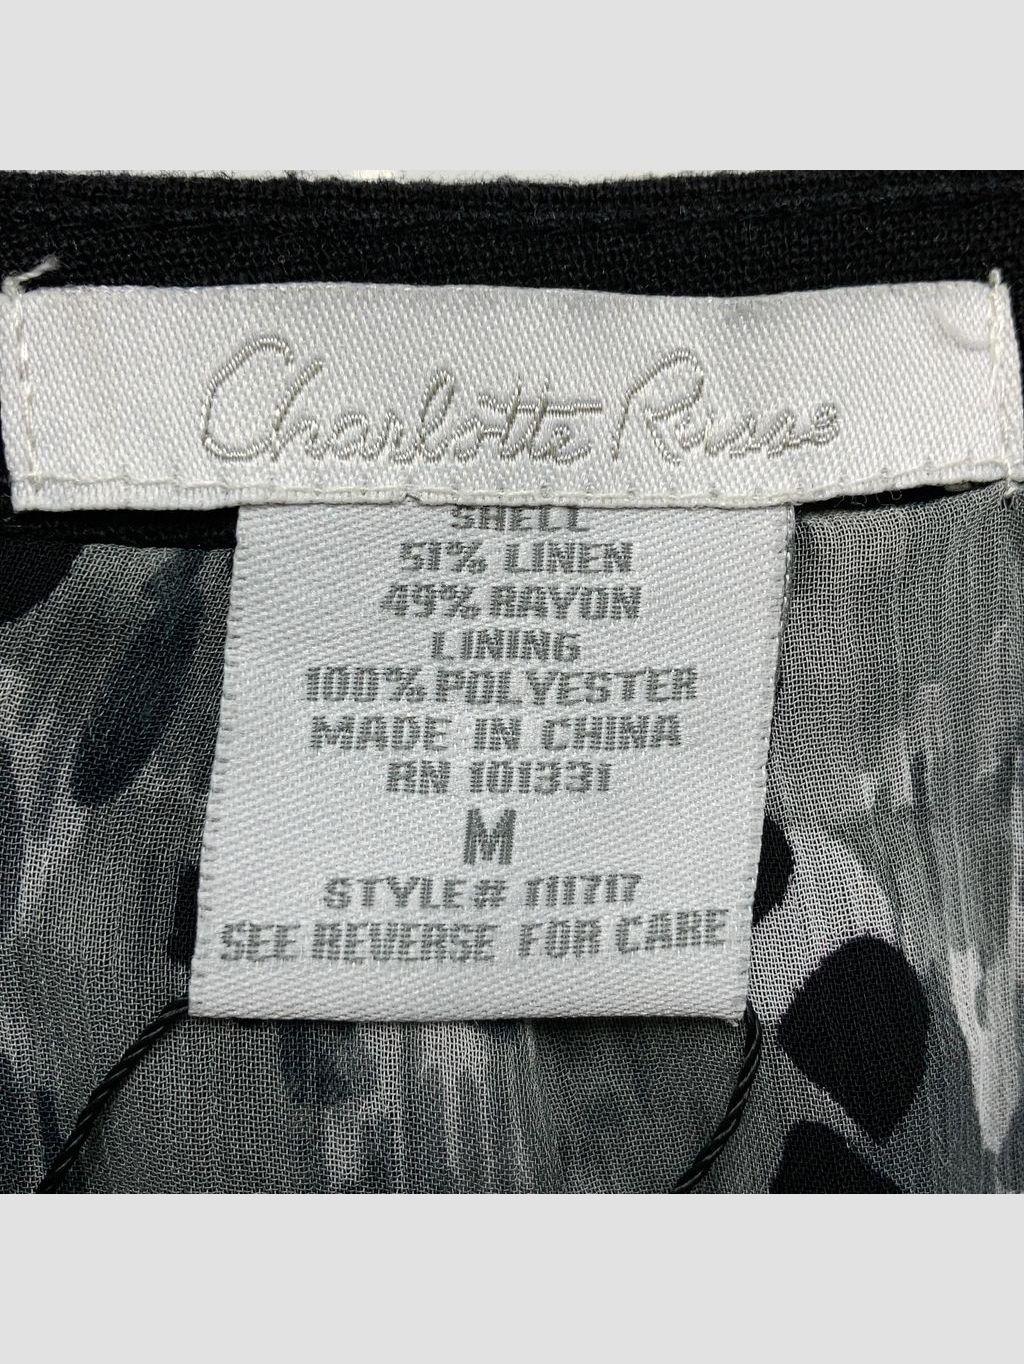 Charlotte Russe
SHELL
51% LINEN
49% RAYON
LINING
100% POLYESTER
MADE IN CHINA
RN 101331
M
STYLE# 111717
SEE REVERSE FOR CARE